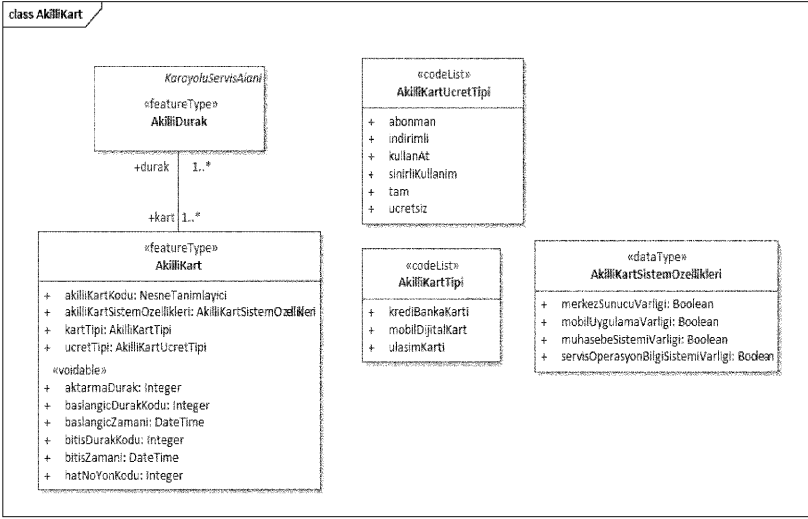 class AkilliKart
KarayoluServisAlani
«featureType»
AkilliDurak
+durak 1..*
+kart 1..*
«featureType»
AkilliKart
+ akilliKartKodu: NesneTanimlayici
+ akilliKartSistemOzellikleri: AkilliKartSistemOzellikleri
+ kartTipi: AkilliKartTipi
+ ucretTipi: AkilliKartUcretTipi
«voidable»
+ aktarmaDurak: Integer
+ baslangicDurakKodu: Integer
+ baslangicZamani: DateTime
+ bitisDurakKodu: Integer
+ bitisZamani: DateTime
+ hatNoYonKodu: Integer
«codeList»
AkilliKartUcretTipi
+ abonman
+ indirimli
+ kullanAt
+ sinirliKullanim
+ tam
+ ucretsiz
«codeList»
AkilliKartTipi
+ krediBankaKarti
+ mobilDijitalKart
+ ulasimKarti
«dataType»
AkilliKartSistemOzellikleri
+ merkezSunucuVarligi: Boolean
+ mobilUygulamaVarligi: Boolean
+ muhasebeSistemiVarligi: Boolean
+ servisOperasyonBilgiSistemiVarligi: Boolean